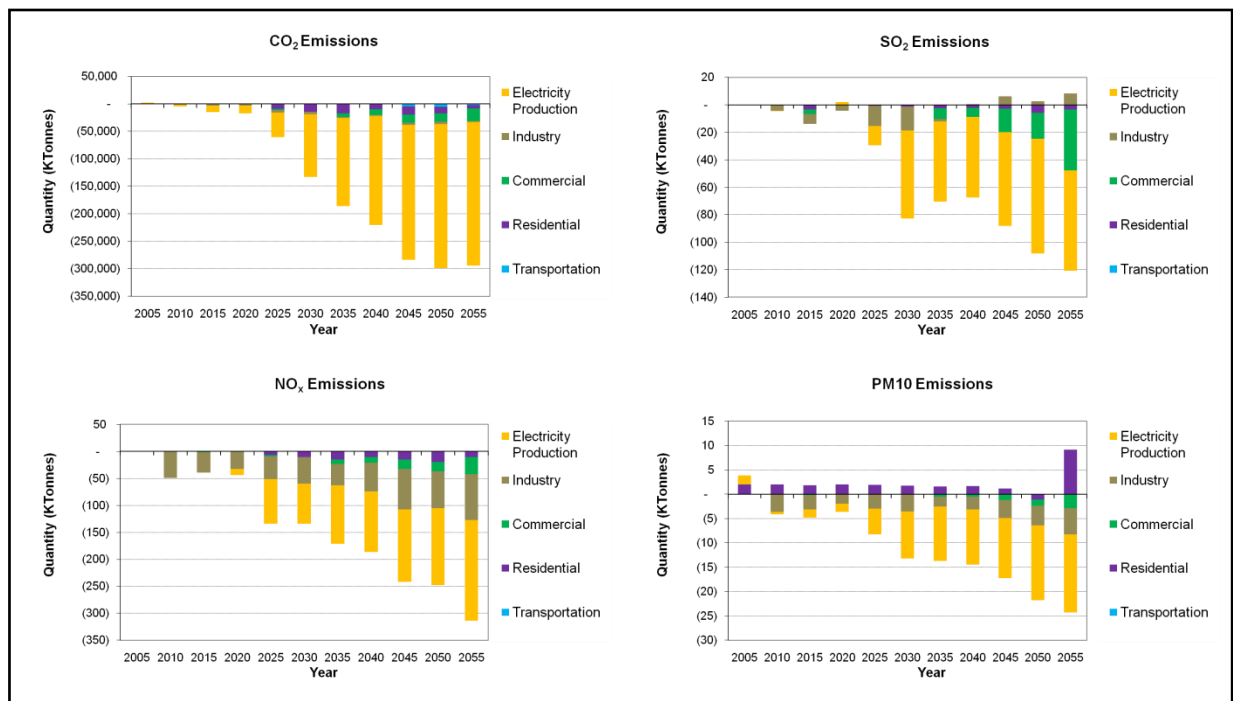 CO₂ Emissions
Quantity (KTonnes)
50,000
-
(50,000)
(100,000)
(150,000)
(200,000)
(250,000)
(300,000)
(350,000)
2005 2010 2015 2020 2025 2030 2035 2040 2045 2050 2055
Year
Electricity
Production
Industry
Commercial
Residential
Transportation
SO₂ Emissions
Quantity (KTonnes)
20
-
(20)
(40)
(60)
(80)
(100)
(120)
(140)
2005 2010 2015 2020 2025 2030 2035 2040 2045 2050 2055
Year
Electricity
Production
Industry
Commercial
Residential
Transportation
NOₓ Emissions
Quantity (KTonnes)
50
-
(50)
(100)
(150)
(200)
(250)
(300)
(350)
2005 2010 2015 2020 2025 2030 2035 2040 2045 2050 2055
Year
Electricity
Production
Industry
Commercial
Residential
Transportation
PM10 Emissions
Quantity (KTonnes)
15
10
5
-
(5)
(10)
(15)
(20)
(25)
(30)
2005 2010 2015 2020 2025 2030 2035 2040 2045 2050 2055
Year
Electricity
Production
Industry
Commercial
Residential
Transportation